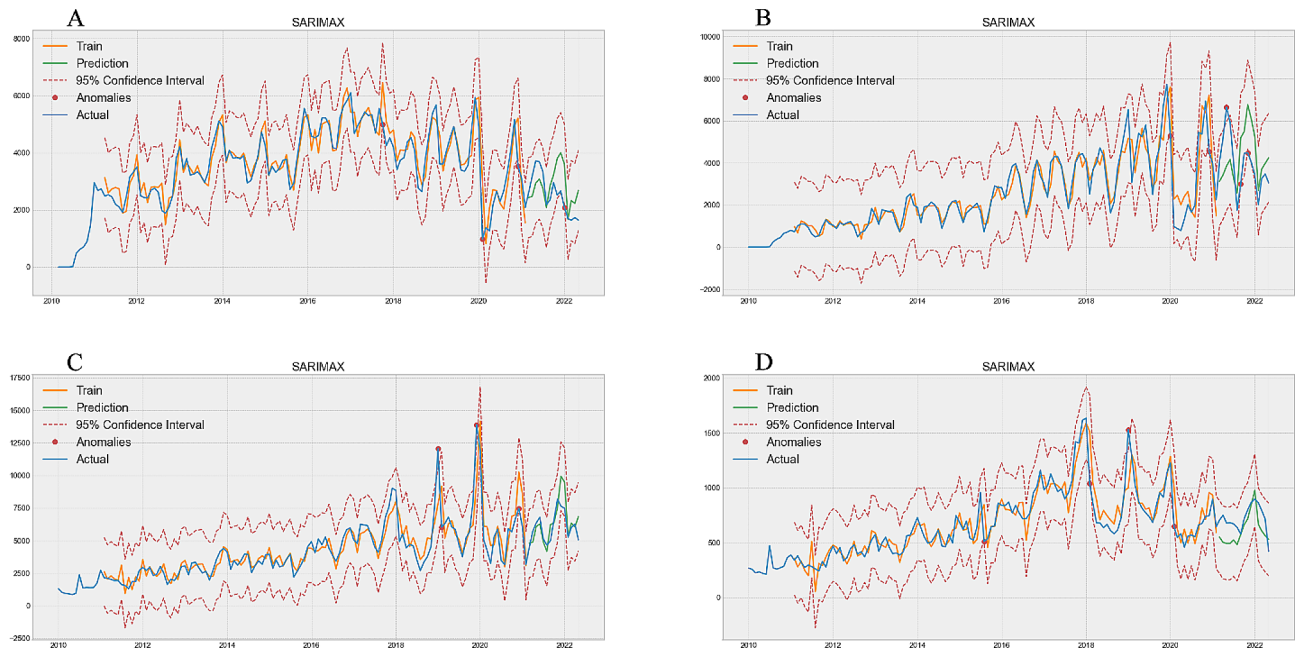 A
SARIMAX
8000
6000
4000
2000
0
Train
Prediction
95% Confidence Interval
Anomalies
Actual
2010 2012 2014 2016 2018 2020 2022
B
SARIMAX
10000
8000
6000
4000
2000
0
−2000
Train
Prediction
95% Confidence Interval
Anomalies
Actual
2010 2012 2014 2016 2018 2020 2022
C
SARIMAX
17500
15000
12500
10000
7500
5000
2500
0
−2500
Train
Prediction
95% Confidence Interval
Anomalies
Actual
2010 2012 2014 2016 2018 2020 2022
D
SARIMAX
2000
1500
1000
500
0
Train
Prediction
95% Confidence Interval
Anomalies
Actual
2010 2012 2014 2016 2018 2020 2022